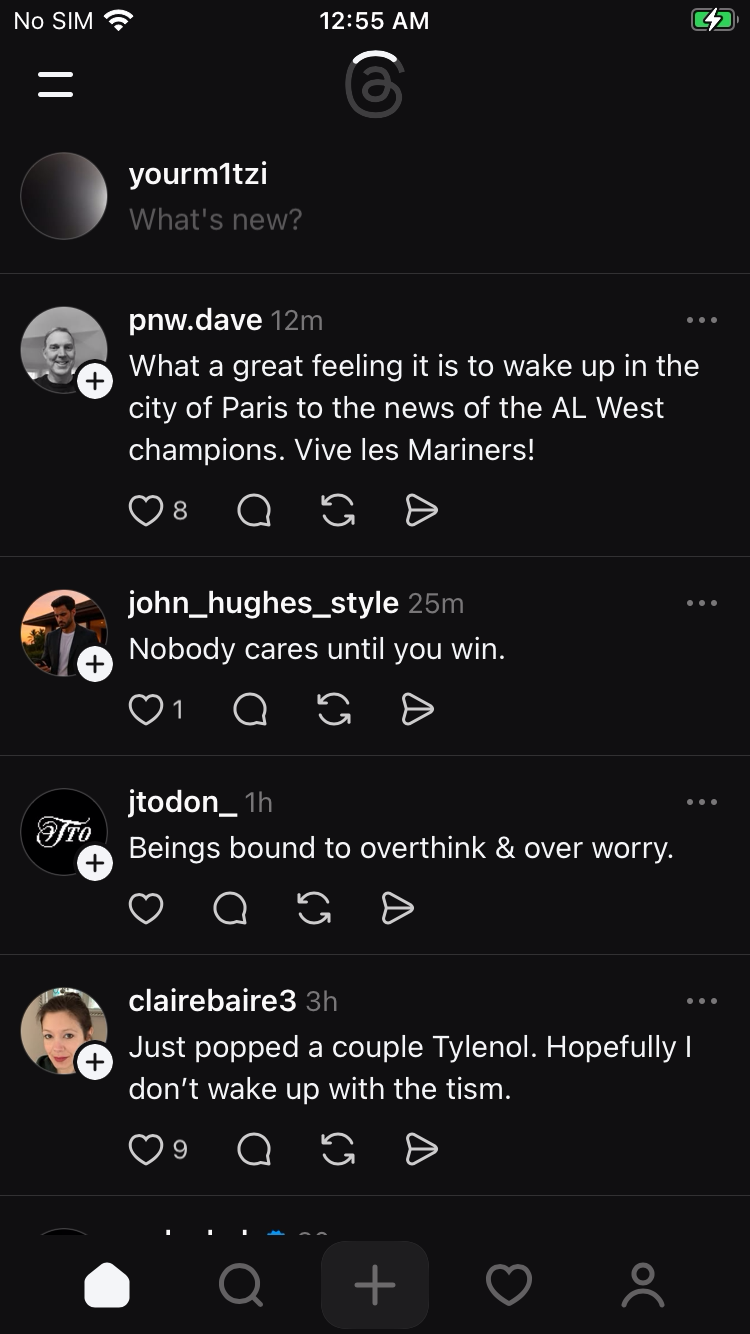 No SIM 12:55 AM
yourm1tzi
What's new?
pnw.dave 12m
What a great feeling it is to wake up in the
city of Paris to the news of the AL West
champions. Vive les Mariners!
8
john_hughes_style 25m
Nobody cares until you win.
1
jtodon_ 1h
JTO
Beings bound to overthink & over worry.
clairebaire3 3h
Just popped a couple Tylenol. Hopefully I
don’t wake up with the tism.
9